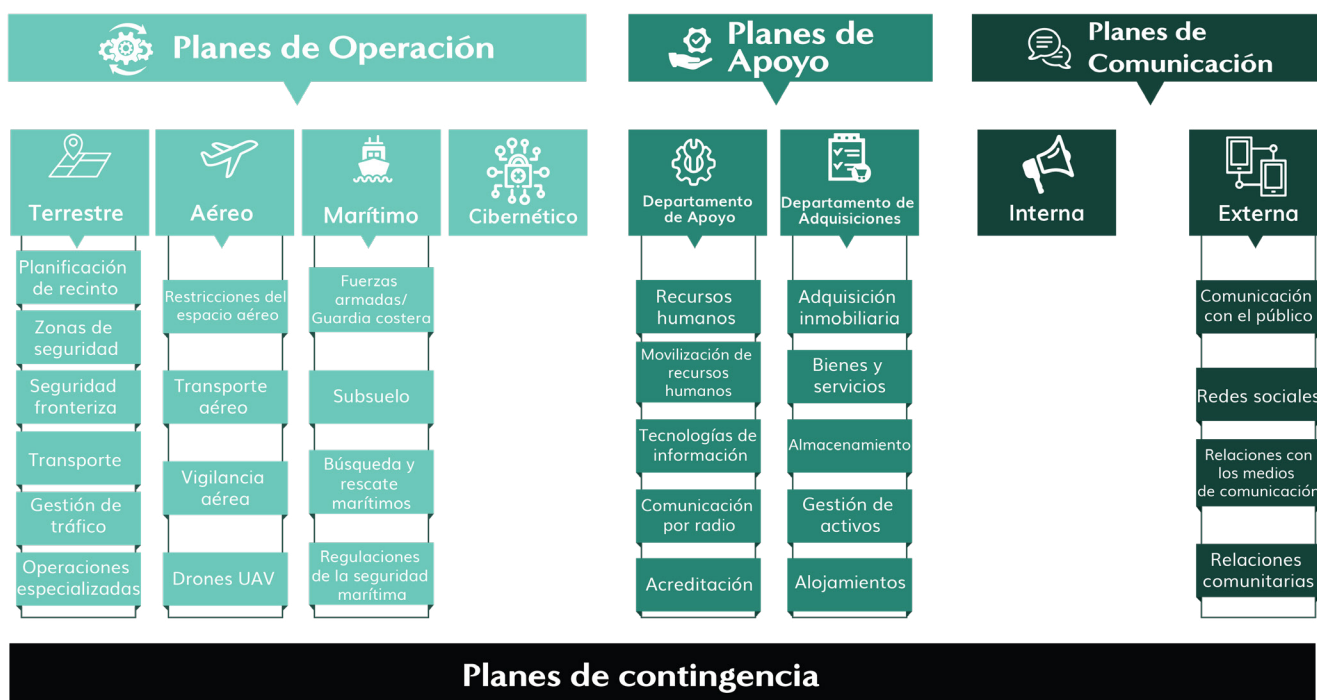 Planes de Operación
Planes de
Apoyo
Planes de
Comunicación
Terrestre
Planificación
de recinto
Zonas de
seguridad
Seguridad
fronteriza
Transporte
Gestión de
tráfico
Operaciones
especializadas
Aéreo
Restricciones del
espacio aéreo
Transporte
aéreo
Vigilancia
aérea
Drones UAV
Marítimo
Fuerzas
armadas/
Guardia costera
Subsuelo
Búsqueda y
rescate
marítimos
Regulaciones
de la seguridad
marítima
Cibernético
Departamento
de Apoyo
Recursos
humanos
Movilización de
recursos
humanos
Tecnologías de
información
Comunicación
por radio
Acreditación
Departamento de
Adquisiciones
Adquisición
inmobiliaria
Bienes y
servicios
Almacenamiento
Gestión de
activos
Alojamientos
Interna
Externa
Comunicación
con el público
Redes sociales
Relaciones con
los medios
de comunicación
Relaciones
comunitarias
Planes de contingencia